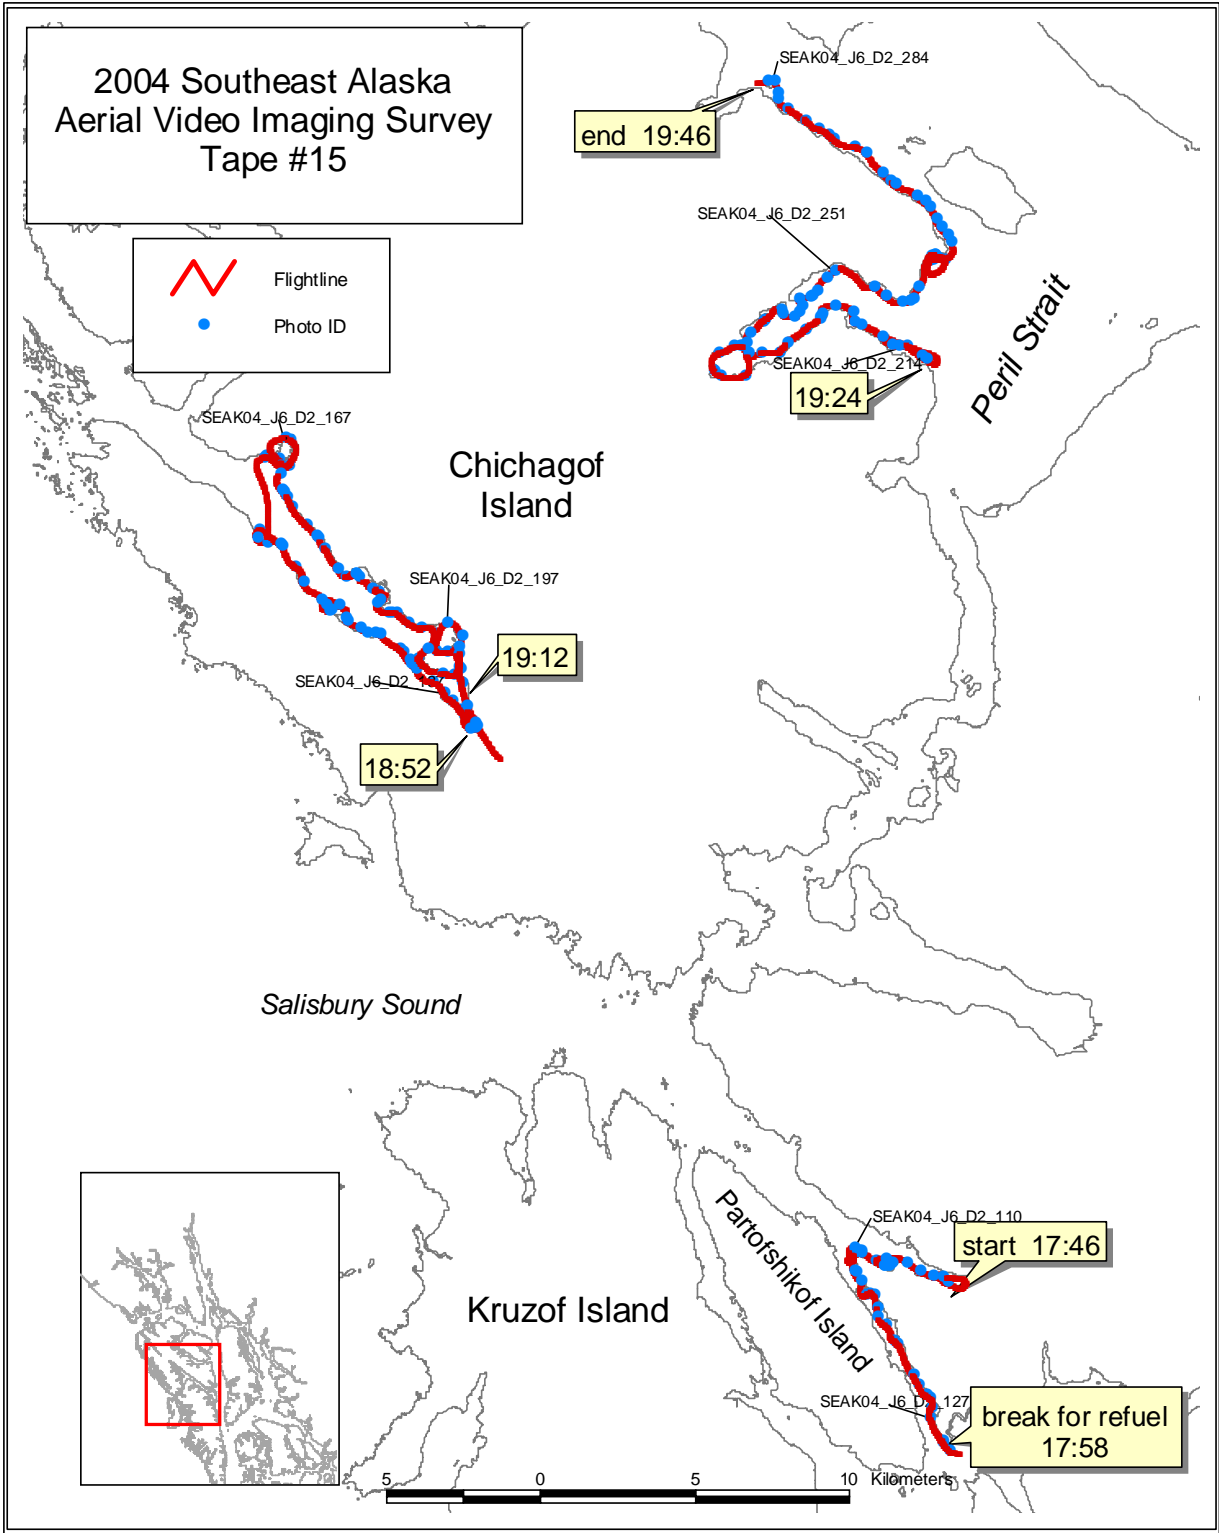 2004 Southeast Alaska
Aerial Video Imaging Survey
Tape #15
Flightline
Photo ID
SEAK04_J6_D2_284
end 19:46
SEAK04_J6_D2_251
Peril Strait
SEAK04_J6_D2_214
19:24
SEAK04_J6_D2_167
Chichagof
Island
SEAK04_J6_D2_197
19:12
SEAK04_J6_D2
18:52
Salisbury Sound
Partofshikof Island
SEAK04_J6_D2_110
start 17:46
Kruzof Island
SEAK04_J6_D2_127
break for refuel
17:58
5 0 5 10 Kilometers